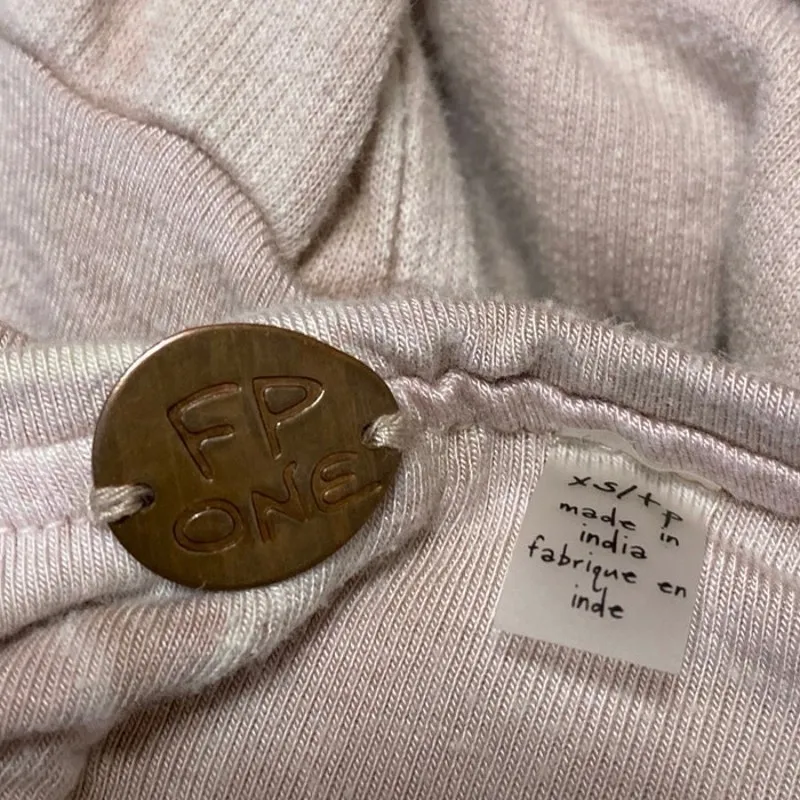 FP
ONE
xs/tp
made in
india
fabrique en
inde